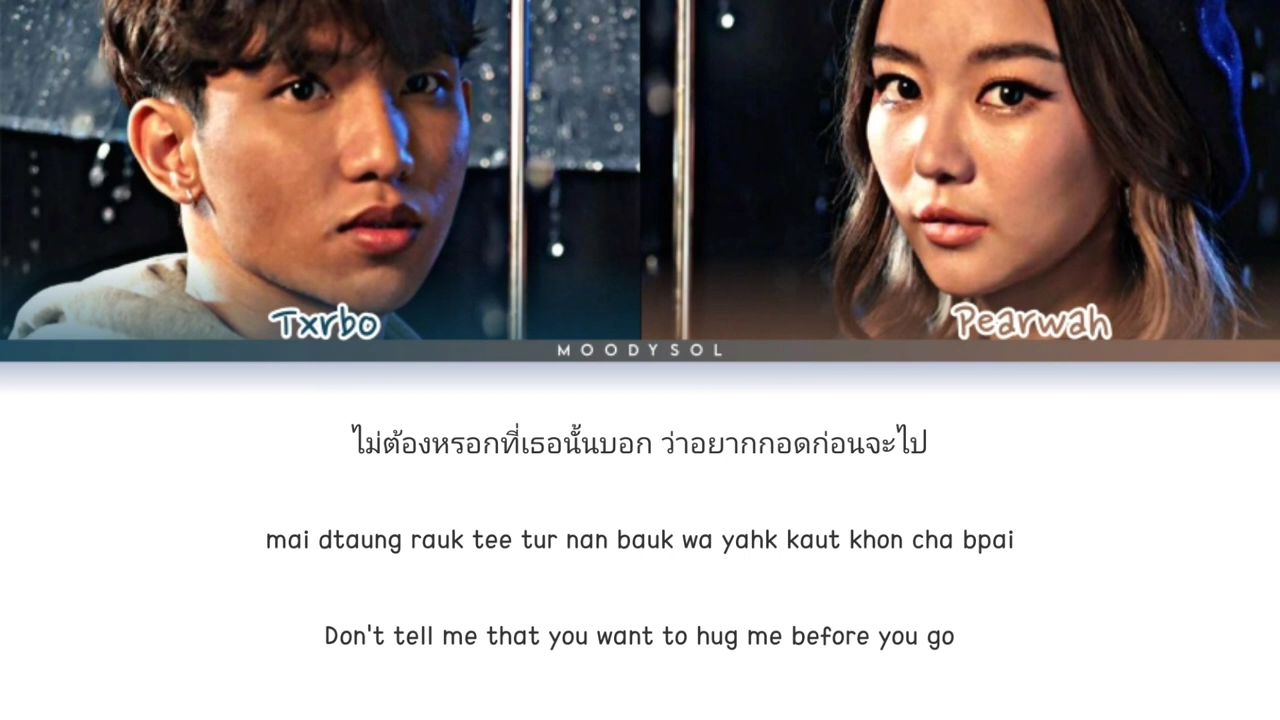 Txrbo
Pearwah
MOODYSOL
ไม่ต้องหรอกที่เธอนั้นบอก ว่าอยากกอดก่อนจะไป
mai dtaung rauk tee tur nan bauk wa yahk kaut khon cha bpai
Don't tell me that you want to hug me before you go